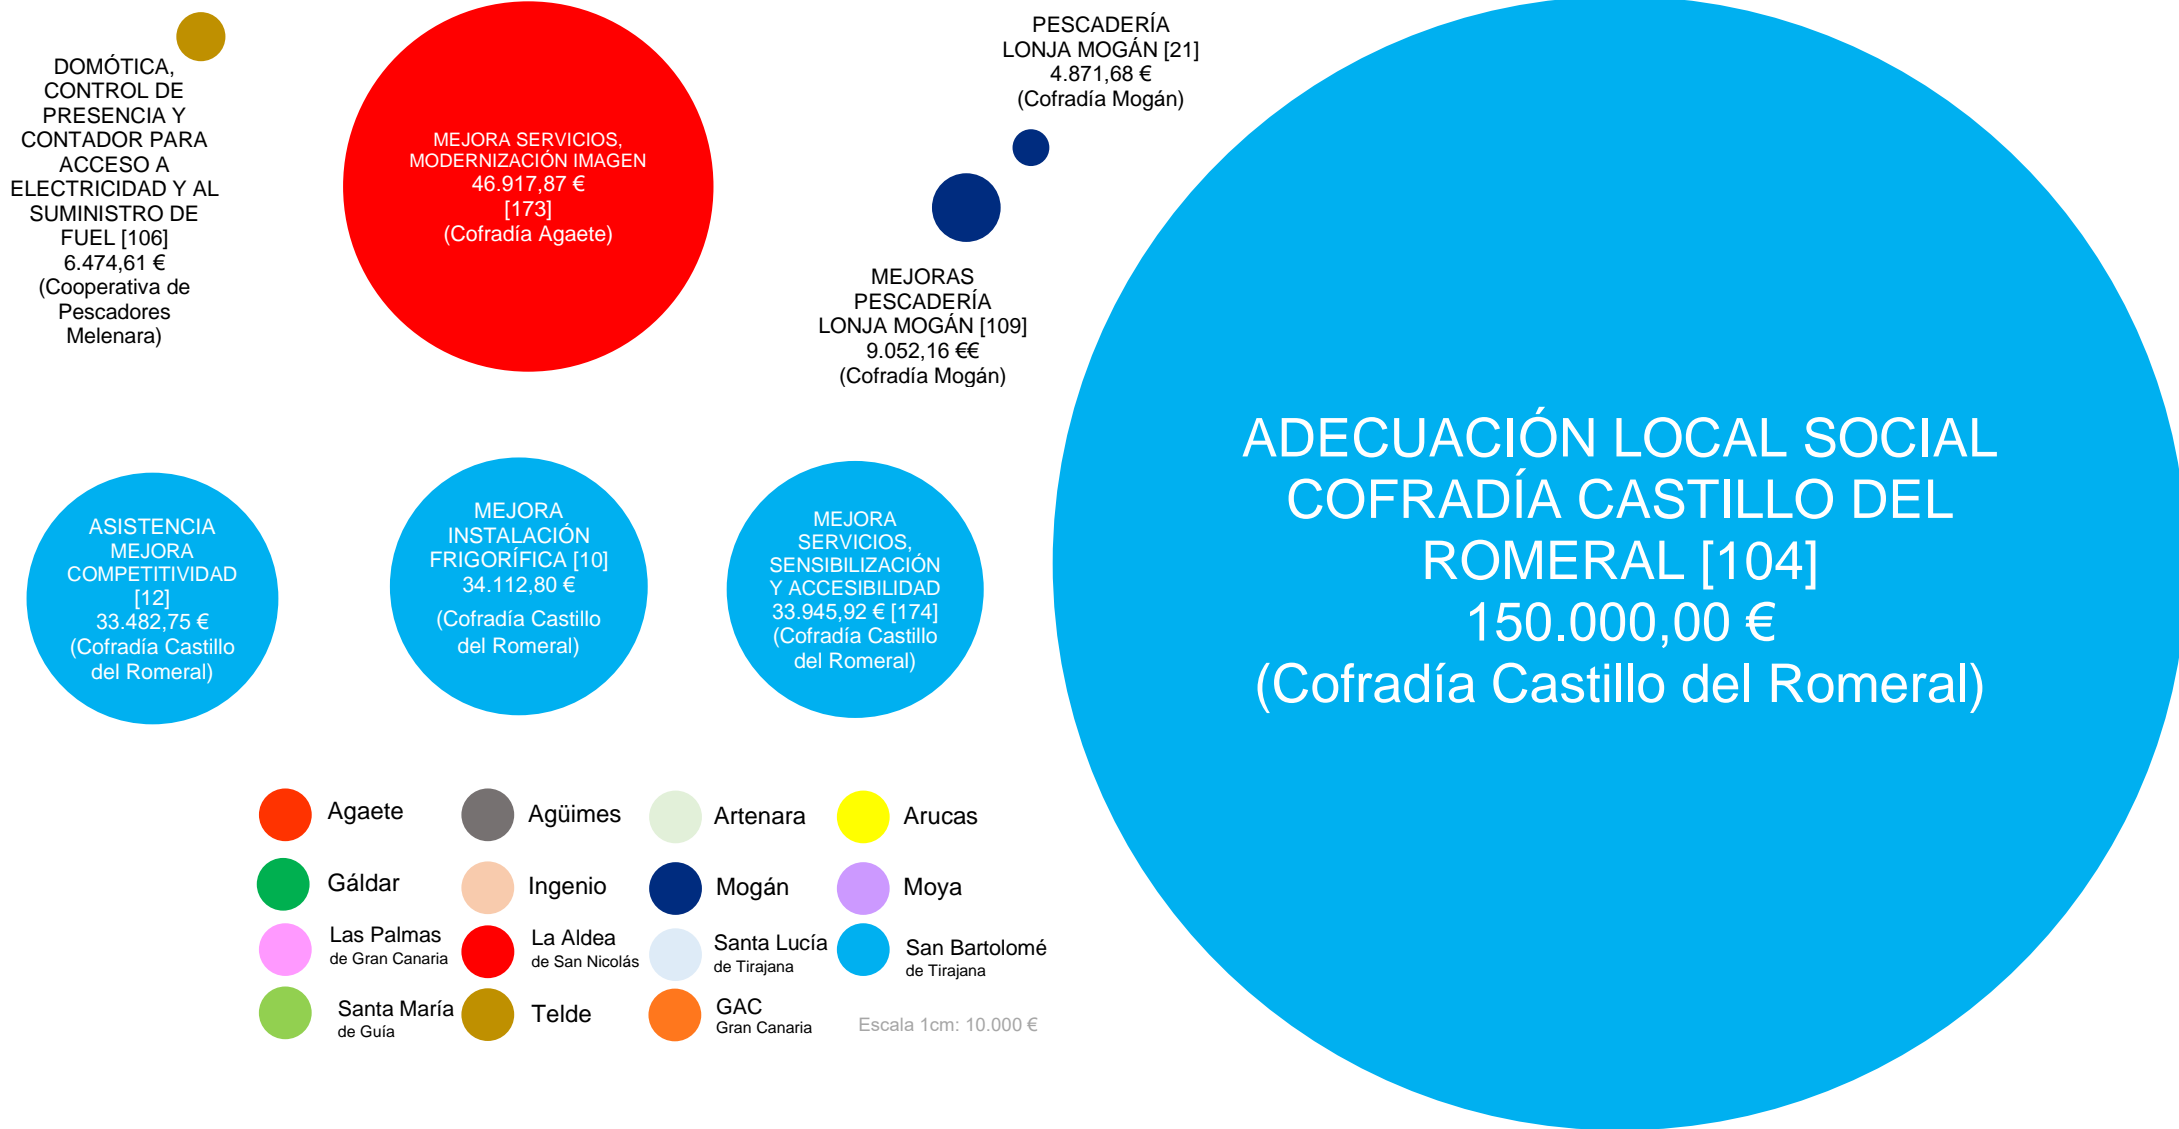 DOMÓTICA,
CONTROL DE
PRESENCIA Y
CONTADOR PARA
ACCESO A
ELECTRICIDAD Y AL
SUMINISTRO DE
FUEL [106]
6.474,61 €
(Cooperativa de
Pescadores
Melenara)
MEJORA SERVICIOS,
MODERNIZACIÓN IMAGEN
46.917,87 €
[173]
(Cofradía Agaete)
PESCADERÍA
LONJA MOGÁN [21]
4.871,68 €
(Cofradía Mogán)
MEJORAS
PESCADERÍA
LONJA MOGÁN [109]
9.052,16 €€
(Cofradía Mogán)
ADECUACIÓN LOCAL SOCIAL
COFRADÍA CASTILLO DEL
ROMERAL [104]
150.000,00 €
(Cofradía Castillo del Romeral)
ASISTENCIA
MEJORA
COMPETITIVIDAD
[12]
33.482,75 €
(Cofradía Castillo
del Romeral)
MEJORA
INSTALACIÓN
FRIGORÍFICA [10]
34.112,80 €
(Cofradía Castillo
del Romeral)
MEJORA
SERVICIOS,
SENSIBILIZACIÓN
Y ACCESIBILIDAD
33.945,92 € [174]
(Cofradía Castillo
del Romeral)
Agaete
Agüimes
Artenara
Arucas
Gáldar
Ingenio
Mogán
Moya
Las Palmas
de Gran Canaria
La Aldea
de San Nicolás
Santa Lucía
de Tirajana
San Bartolomé
de Tirajana
Santa María
de Guía
Telde
GAC
Gran Canaria
Escala 1cm: 10.000 €